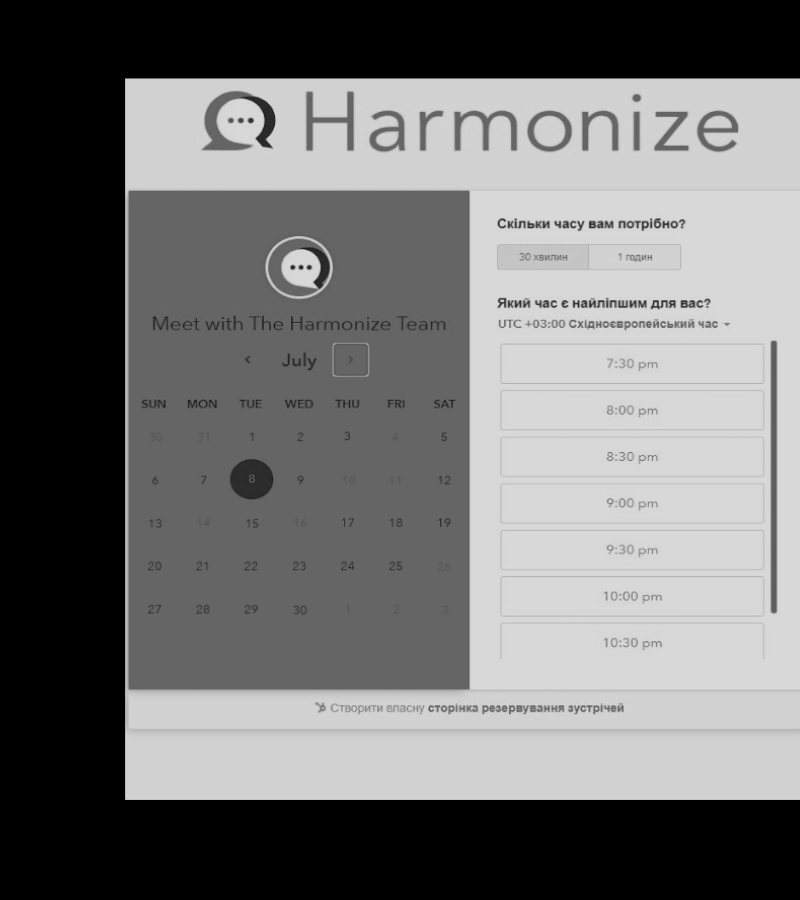 Harmonize
Meet with The Harmonize Team
July
SUN MON TUE WED THU FRI SAT
30 31 1 2 3 4 5
6 7 8 9 10 11 12
13 14 15 16 17 18 19
20 21 22 23 24 25 26
27 28 29 30 1 2 3
Скільки часу вам потрібно?
30 хвилин 1 годин
Який час є найліпшим для вас?
UTC +03:00 Східноєвропейський час
7:30 pm
8:00 pm
8:30 pm
9:00 pm
9:30 pm
10:00 pm
10:30 pm
Створити власну сторінка резервування зустрічей